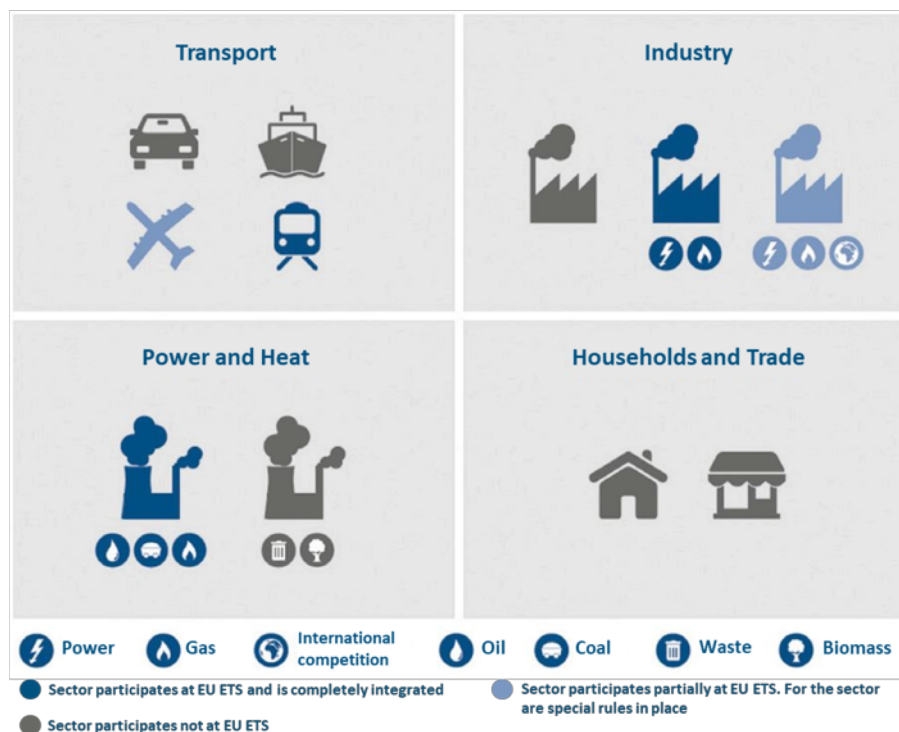 Transport
Industry
Power and Heat
Households and Trade
Power
Gas
International
competition
Oil
Coal
Waste
Biomass
Sector participates at EU ETS and is completely integrated
Sector participates partially at EU ETS. For the sector
are special rules in place
Sector participates not at EU ETS